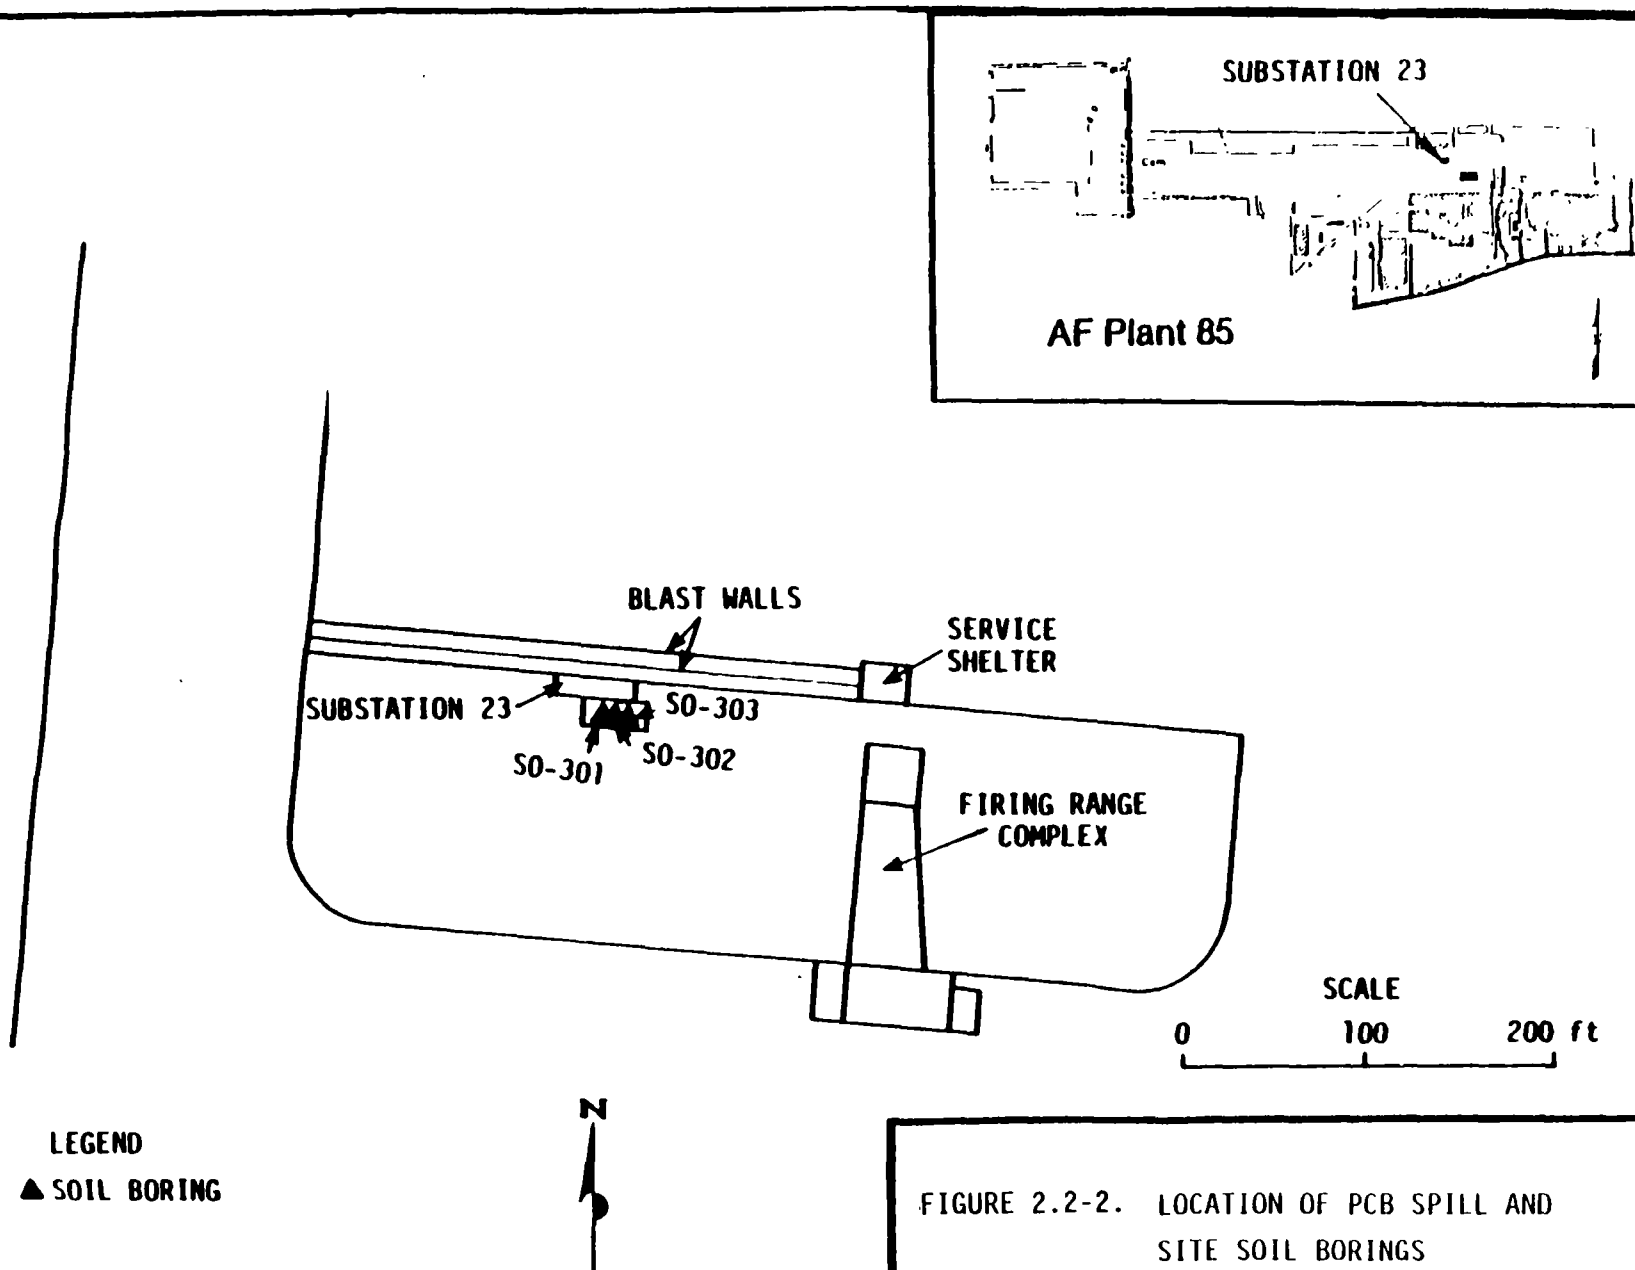 SUBSTATION 23
Com
AF Plant 85
BLAST WALLS
SERVICE
SHELTER
SUBSTATION 23
SO-303
SO-302
SO-301
FIRING RANGE
COMPLEX
SCALE
0 100 200 ft
N
LEGEND
▲ SOIL BORING
FIGURE 2.2-2. LOCATION OF PCB SPILL AND
SITE SOIL BORINGS